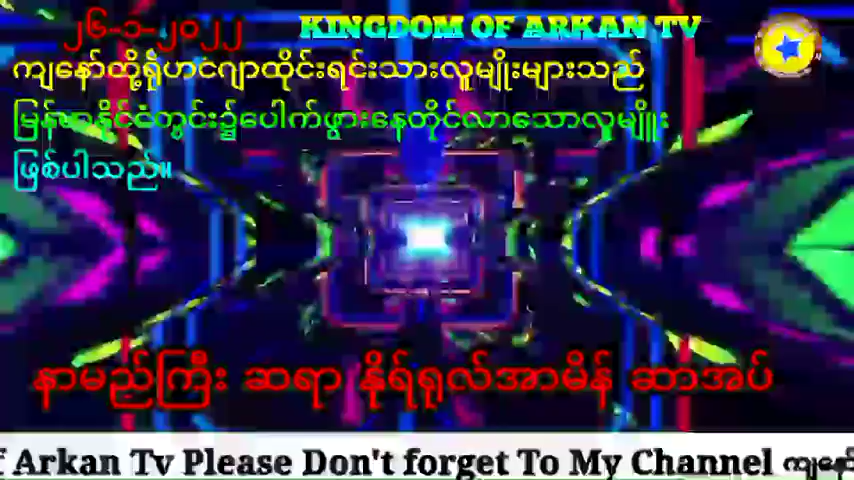 ၂၆-၁-၂၀၂၂
KINGDOM OF ARKAN TV
ကျနော်တို့ရိုဟင်ဂျာထိုင်းရင်းသားလူမျိုးများသည်
မြန်မာနိုင်ငံတွင်း၌ပေါက်ဖွားနေတိုင်လာသောလူမျိုး
ဖြစ်ပါသည်။
နာမည်ကြီး ဆရာ နိုရ်ရုလ်အာမိန် ဆာအပ်
f Arkan Tv Please Don't forget To My Channel ကျနော်